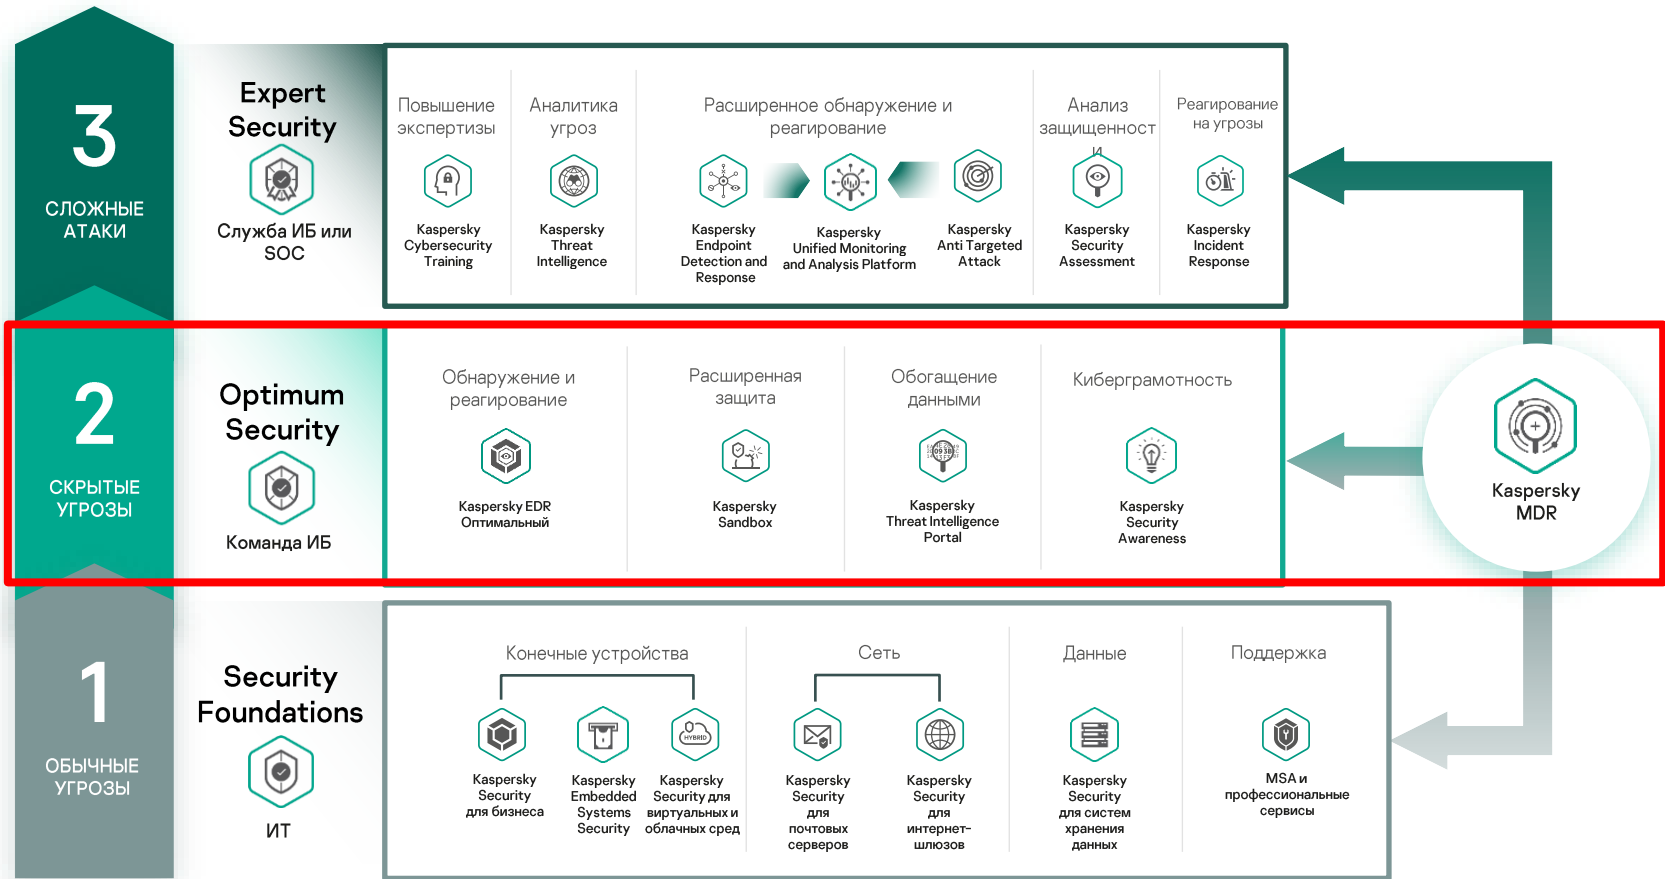 3
СЛОЖНЫЕ
АТАКИ
Expert
Security
Служба ИБ или
SOC
Повышение
экспертизы
Kaspersky
Cybersecurity
Training
Аналитика
угроз
Kaspersky
Threat
Intelligence
Расширенное обнаружение и
реагирование
Kaspersky
Endpoint
Detection and
Response
Kaspersky
Unified Monitoring
and Analysis Platform
Kaspersky
Anti Targeted
Attack
Анализ
защищенност
и
Kaspersky
Security
Assessment
Реагирование
на угрозы
Kaspersky
Incident
Response
2
СКРЫТЫЕ
УГРОЗЫ
Optimum
Security
Команда ИБ
Обнаружение и
реагирование
Kaspersky EDR
Оптимальный
Расширенная
защита
Kaspersky
Sandbox
Обогащение
данными
Kaspersky
Threat Intelligence
Portal
Киберграмотность
Kaspersky
Security
Awareness
Kaspersky
MDR
1
ОБЫЧНЫЕ
УГРОЗЫ
Security
Foundations
ИТ
Конечные устройства
Kaspersky
Security
для бизнеса
Kaspersky
Embedded
Systems
Security
HYBRID
Kaspersky
Security для
виртуальных и
облачных сред
Сеть
Kaspersky
Security
для
почтовых
серверов
Kaspersky
Security
для
интернет-
шлюзов
Данные
Kaspersky
Security
для систем
хранения
данных
Поддержка
MSA и
профессиональные
сервисы